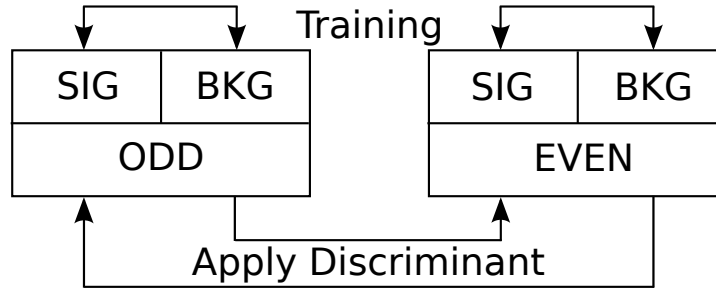 Training
SIG BKG
SIG BKG
ODD
EVEN
Apply Discriminant